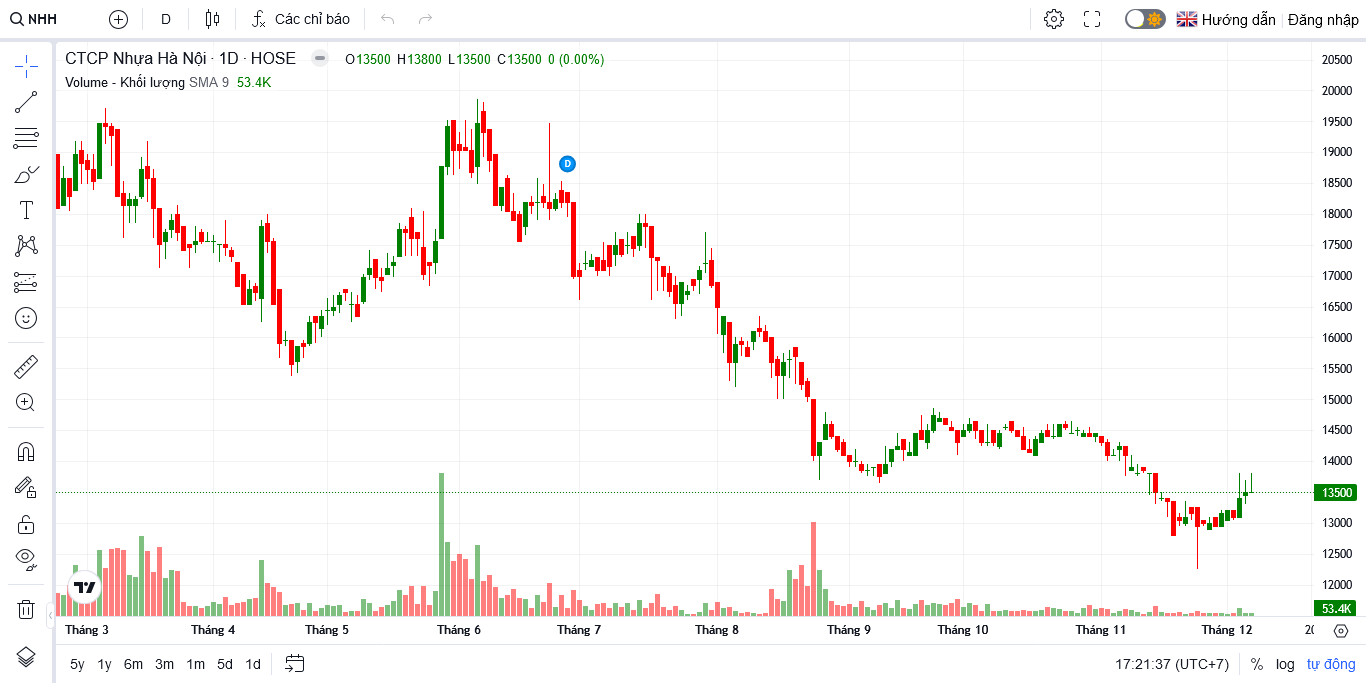 NHH D Các chỉ báo Hướng dẫn Đăng nhập
CTCP Nhựa Hà Nội · 1D · HOSE O13500 H13800 L13500 C13500 0 (0.00%)
Volume - Khối lượng SMA 9 53.4K
D
20500
20000
19500
19000
18500
18000
17500
17000
16500
16000
15500
15000
14500
14000
13500
13000
12500
12000
53.4K
Tháng 3 Tháng 4 Tháng 5 Tháng 6 Tháng 7 Tháng 8 Tháng 9 Tháng 10 Tháng 11 Tháng 12
5y 1y 6m 3m 1m 5d 1d 17:21:37 (UTC+7) % log tự động